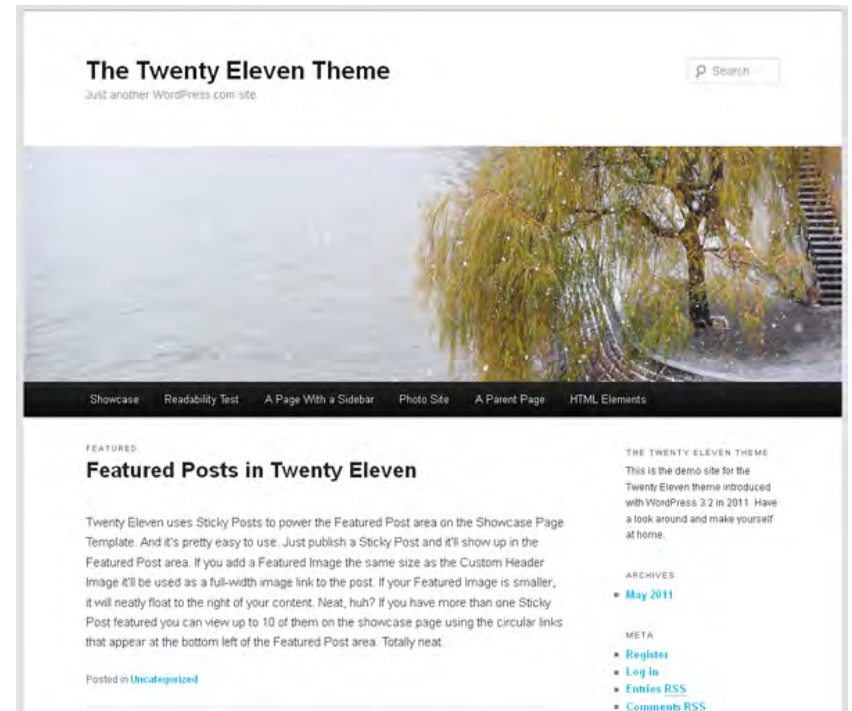 The Twenty Eleven Theme
Just another WordPress.com site
Search
Showcase
Readability Test
A Page With a Sidebar
Photo Site
A Parent Page
HTML Elements
FEATURED
Featured Posts in Twenty Eleven
Twenty Eleven uses Sticky Posts to power the Featured Post area on the Showcase Page
Template. And it's pretty easy to use. Just publish a Sticky Post and it'll show up in the
Featured Post area. If you add a Featured Image the same size as the Custom Header
Image it'll be used as a full-width image link to the post. If your Featured Image is smaller,
it will neatly float to the right of your content. Neat, huh? If you have more than one Sticky
Post featured you can view up to 10 of them on the showcase page using the circular links
that appear at the bottom left of the Featured Post area. Totally neat.
Posted in Uncategorized
THE TWENTY ELEVEN THEME
This is the demo site for the
Twenty Eleven theme introduced
with WordPress 3.2 in 2011. Have
a look around and make yourself
at home.
ARCHIVES
May 2011
META
Register
Log in
Entries RSS
Comments RSS